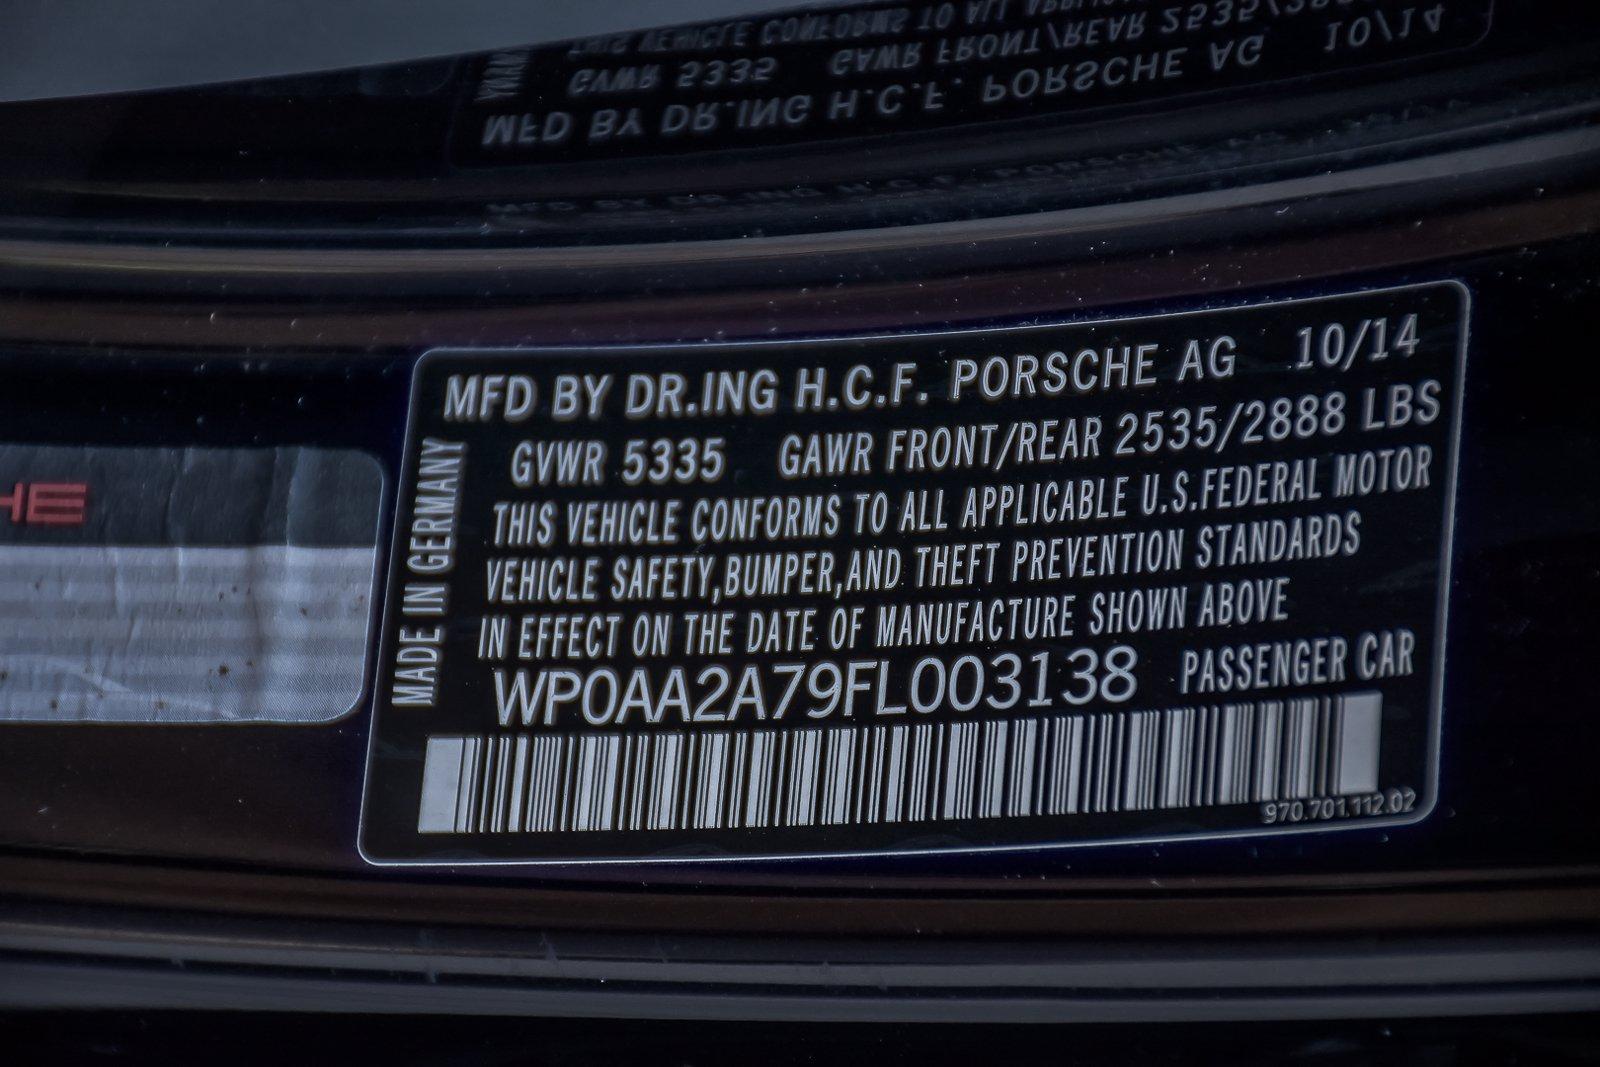 MFD BY DR.ING H.C.F. PORSCHE AG 10/14
GVWR 5335 GAWR FRONT/REAR 2535/2888 LBS
THIS VEHICLE CONFORMS TO ALL APPLICABLE U.S.FEDERAL MOTOR
VEHICLE SAFETY,BUMPER,AND THEFT PREVENTION STANDARDS
IN EFFECT ON THE DATE OF MANUFACTURE SHOWN ABOVE
WP0AA2A79FL003138 PASSENGER CAR
970.701.112.02
MADE IN GERMANY